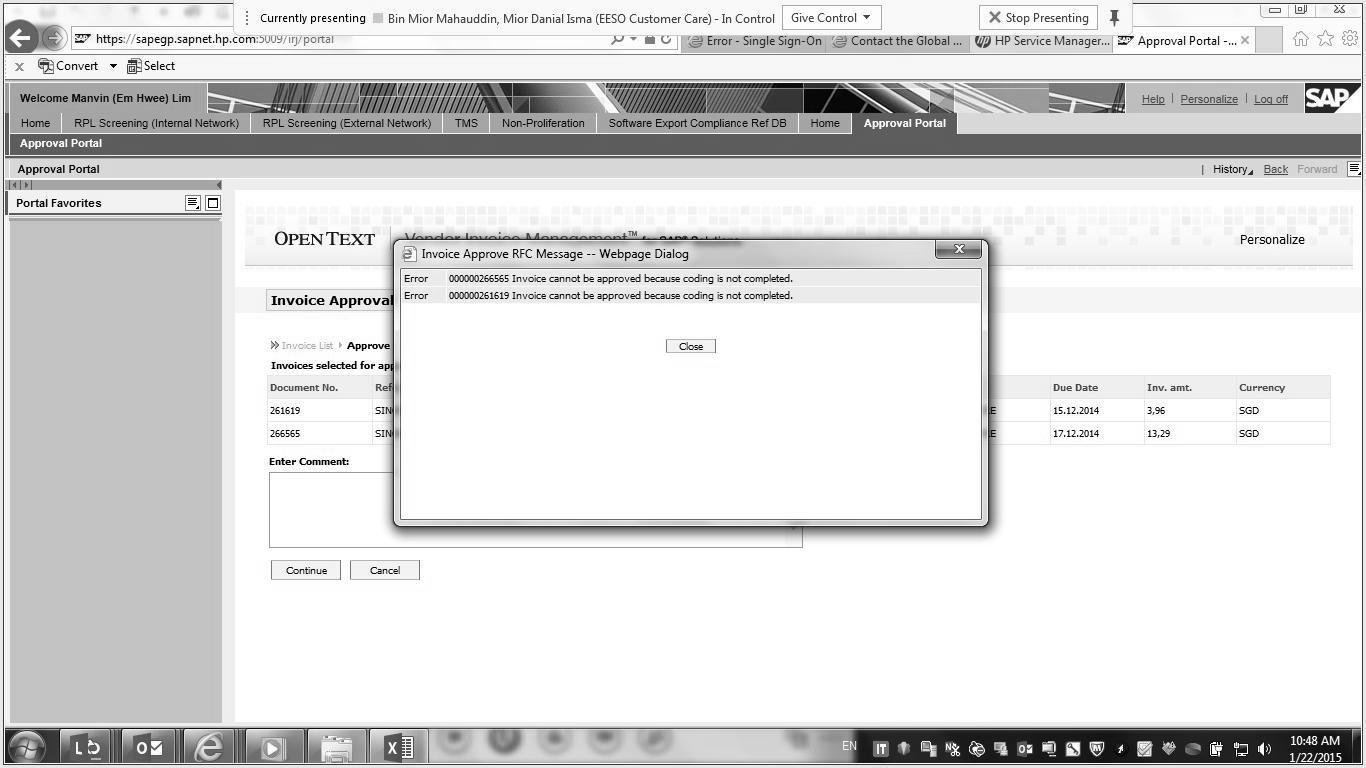 Currently presenting Bin Mior Mahauddin, Mior Danial Isma (EESO Customer Care) - In Control Give Control Stop Presenting
https://sapegp.sapnet.hp.com:5009/irj/portal Error - Single Sign-On Contact the Global ... HP Service Manager... Approval Portal -...
x Convert Select
Welcome Manvin (Em Hwee) Lim Help Personalize Log off SAP
Home RPL Screening (Internal Network) RPL Screening (External Network) TMS Non-Proliferation Software Export Compliance Ref DB Home Approval Portal
Approval Portal
Approval Portal History Back Forward
Portal Favorites
OPEN TEXT Vendor Invoice Management™ for SAP® Solutions Personalize
Invoice Approve RFC Message -- Webpage Dialog
Error 000000266565 Invoice cannot be approved because coding is not completed.
Error 000000261619 Invoice cannot be approved because coding is not completed.
Close
Invoice Approval
Invoice List Approve
Invoices selected for app
Document No. Ref Due Date Inv. amt. Currency
261619 SIN E 15.12.2014 3,96 SGD
266565 SIN E 17.12.2014 13,29 SGD
Enter Comment:
Continue Cancel
EN 10:48 AM
1/22/2015